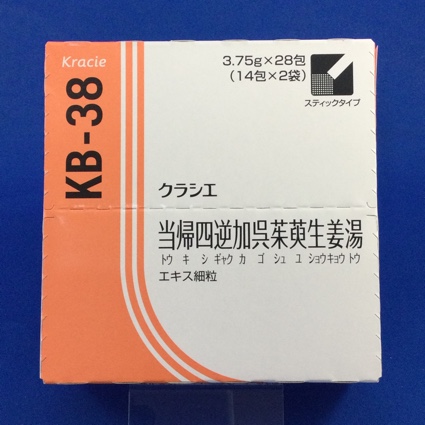 Kracie
KB-38
3.75g×28包
(14包×2袋)
スティックタイプ
クラシエ
当帰四逆加呉茱萸生姜湯
トウ キ シ ギャク カ ゴ シュ ユ ショウキョウ トウ
エキス細粒